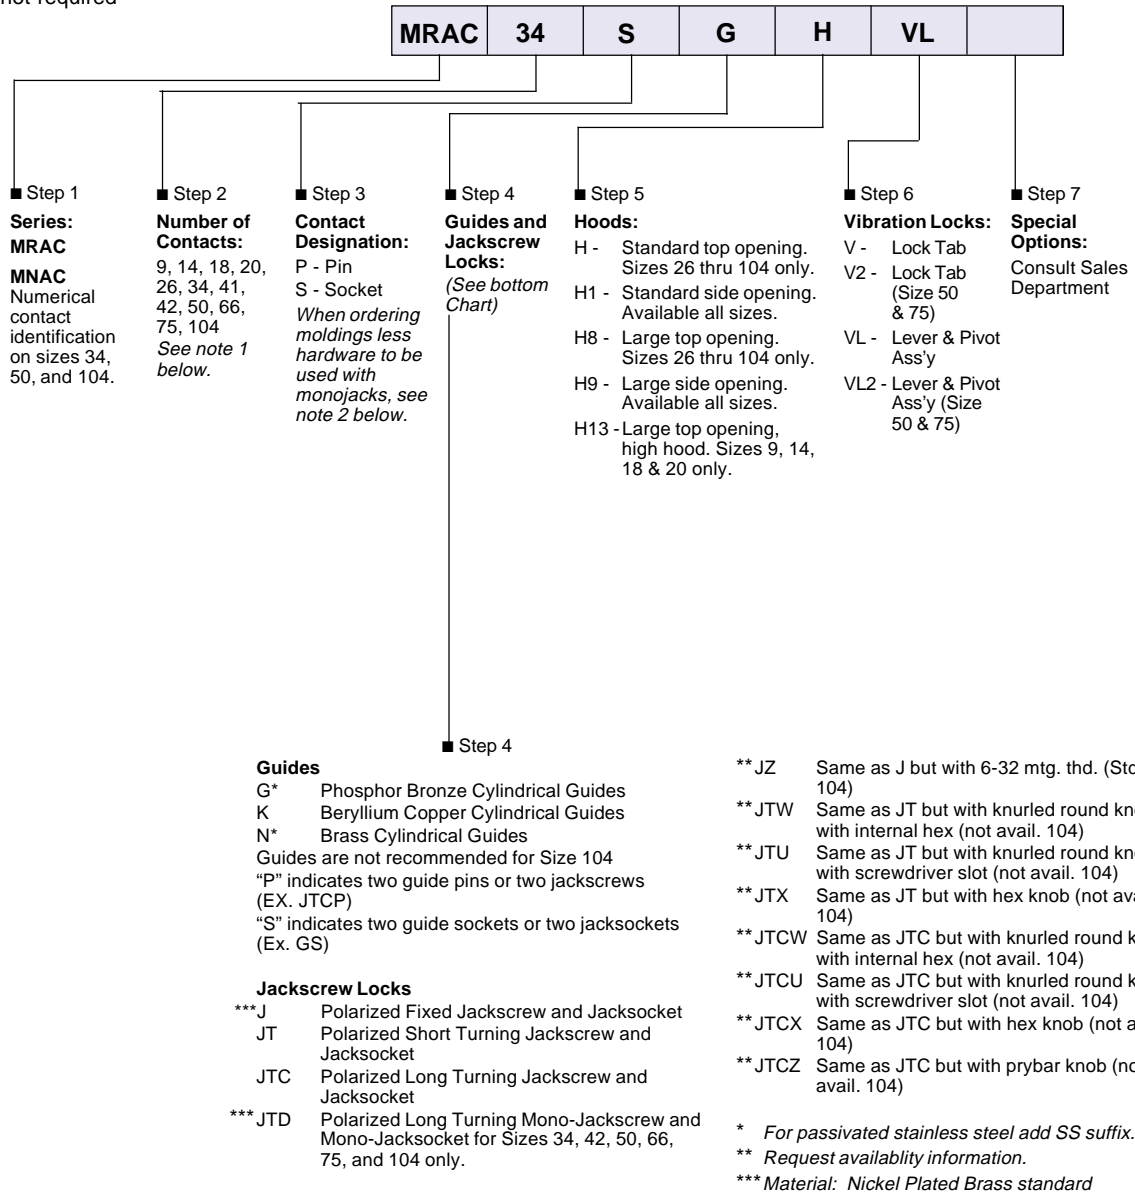 not required
MRAC 34 S G H VL
■ Step 1
Series:
MRAC
MNAC
Numerical
contact
identification
on sizes 34,
50, and 104.
■ Step 2
Number of
Contacts:
9, 14, 18, 20,
26, 34, 41,
42, 50, 66,
75, 104
See note 1
below.
■ Step 3
Contact
Designation:
P - Pin
S - Socket
When ordering
moldings less
hardware to be
used with
monojacks, see
note 2 below.
■ Step 4
Guides and
Jackscrew
Locks:
(See bottom
Chart)
■ Step 5
Hoods:
H - Standard top opening.
Sizes 26 thru 104 only.
H1 - Standard side opening.
Available all sizes.
H8 - Large top opening.
Sizes 26 thru 104 only.
H9 - Large side opening.
Available all sizes.
H13 - Large top opening,
high hood. Sizes 9, 14,
18 & 20 only.
■ Step 6
Vibration Locks:
V - Lock Tab
V2 - Lock Tab
(Size 50
& 75)
VL - Lever & Pivot
Ass'y
VL2 - Lever & Pivot
Ass'y (Size
50 & 75)
■ Step 7
Special
Options:
Consult Sales
Department
■ Step 4
Guides
G* Phosphor Bronze Cylindrical Guides
K Beryllium Copper Cylindrical Guides
N* Brass Cylindrical Guides
Guides are not recommended for Size 104
“P” indicates two guide pins or two jackscrews
(EX. JTCP)
“S” indicates two guide sockets or two jacksockets
(Ex. GS)
Jackscrew Locks
***J Polarized Fixed Jackscrew and Jacksocket
JT Polarized Short Turning Jackscrew and
Jacksocket
JTC Polarized Long Turning Jackscrew and
Jacksocket
***JTD Polarized Long Turning Mono-Jackscrew and
Mono-Jacksocket for Sizes 34, 42, 50, 66,
75, and 104 only.
**JZ Same as J but with 6-32 mtg. thd. (Std
104)
**JTW Same as JT but with knurled round
with internal hex (not avail. 104)
**JTU Same as JT but with knurled round
with screwdriver slot (not avail. 104)
**JTX Same as JT but with hex knob (not
104)
**JTCW Same as JTC but with knurled round
with internal hex (not avail. 104)
**JTCU Same as JTC but with knurled round
with screwdriver slot (not avail. 104)
**JTCX Same as JTC but with hex knob (not
104)
**JTCZ Same as JTC but with prybar knob
avail. 104)
* For passivated stainless steel add SS suffix.
** Request availablity information.
*** Material: Nickel Plated Brass standard